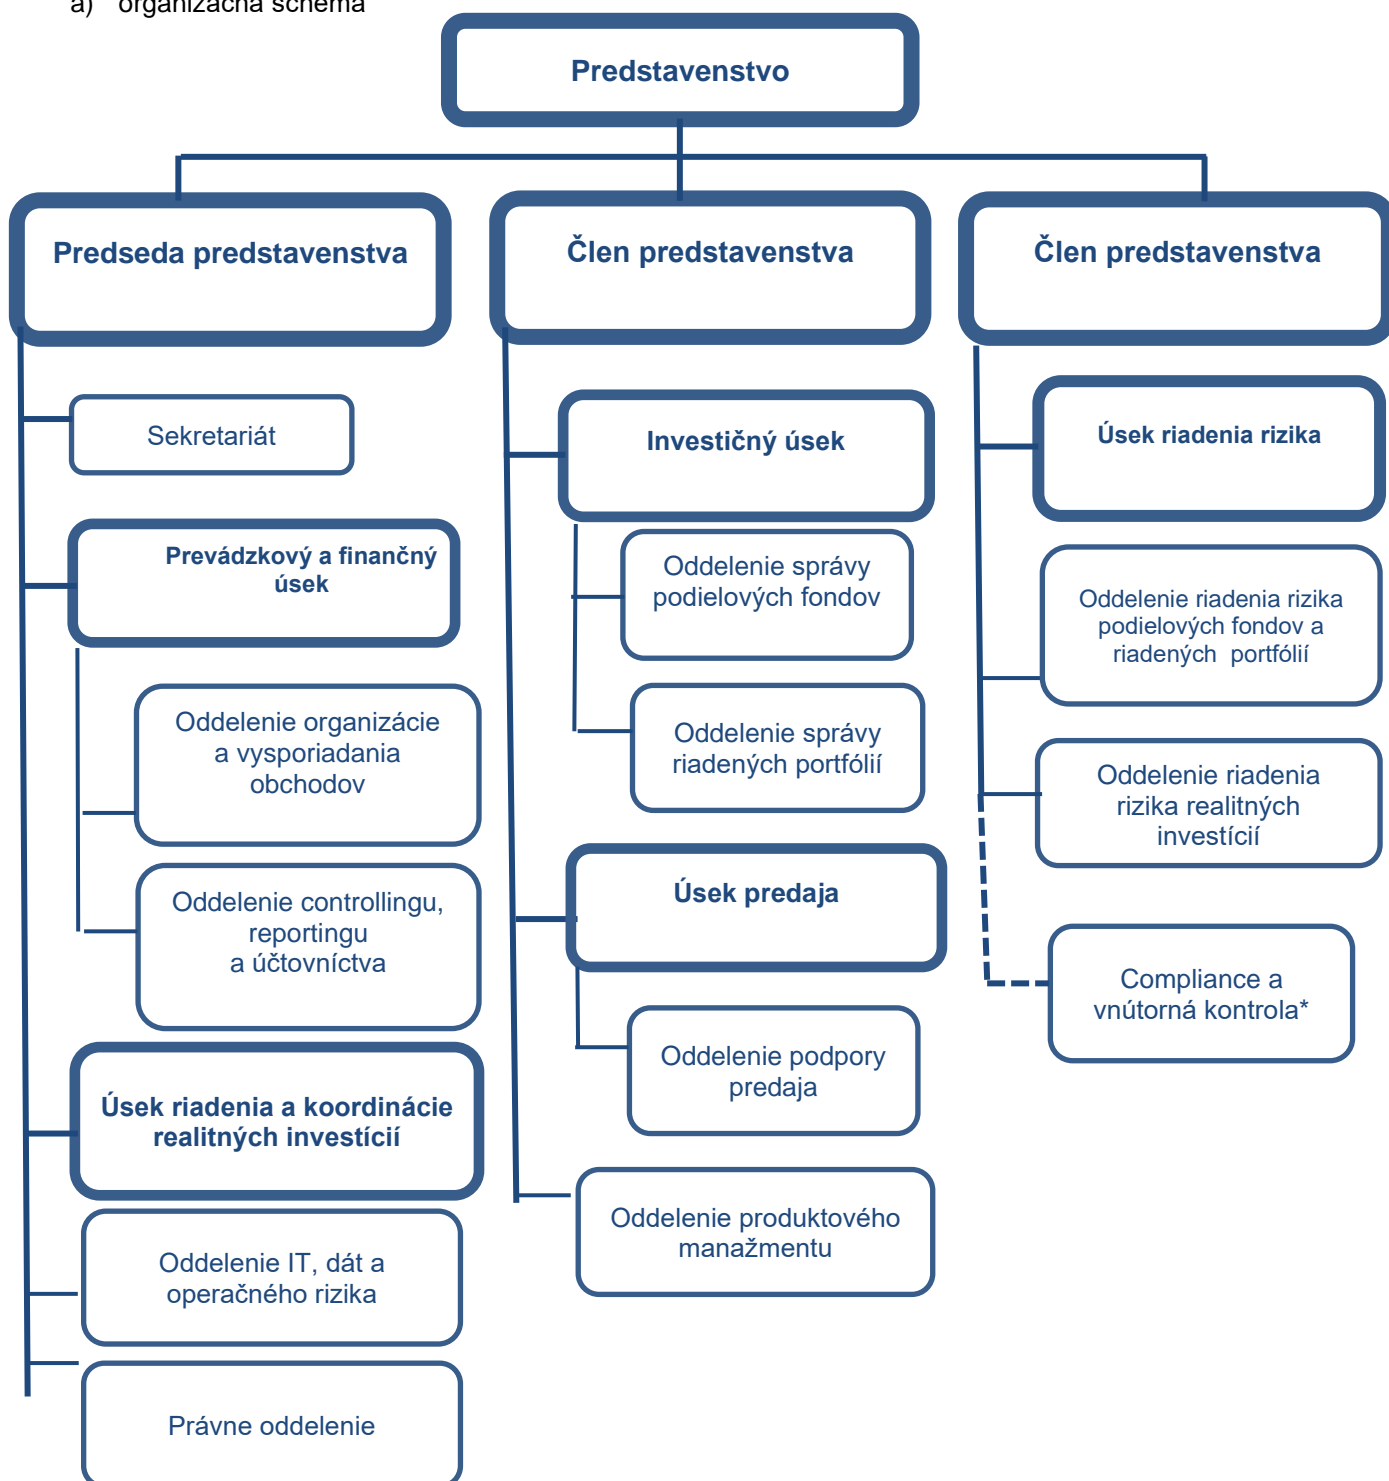 a) organizačná schéma
Predstavenstvo
Predseda predstavenstva
Člen predstavenstva
Člen predstavenstva
Sekretariát
Prevádzkový a finančný
úsek
Oddelenie organizácie
a vysporiadania
obchodov
Oddelenie controllingu,
reportingu
a účtovníctva
Úsek riadenia a koordinácie
realitných investícií
Oddelenie IT, dát a
operačného rizika
Právne oddelenie
Investičný úsek
Oddelenie správy
podielových fondov
Oddelenie správy
riadených portfólií
Úsek predaja
Oddelenie podpory
predaja
Oddelenie produktového
manažmentu
Úsek riadenia rizika
Oddelenie riadenia rizika
podielových fondov a
riadených portfólií
Oddelenie riadenia
rizika realitných
investícií
Compliance a
vnútorná kontrola*